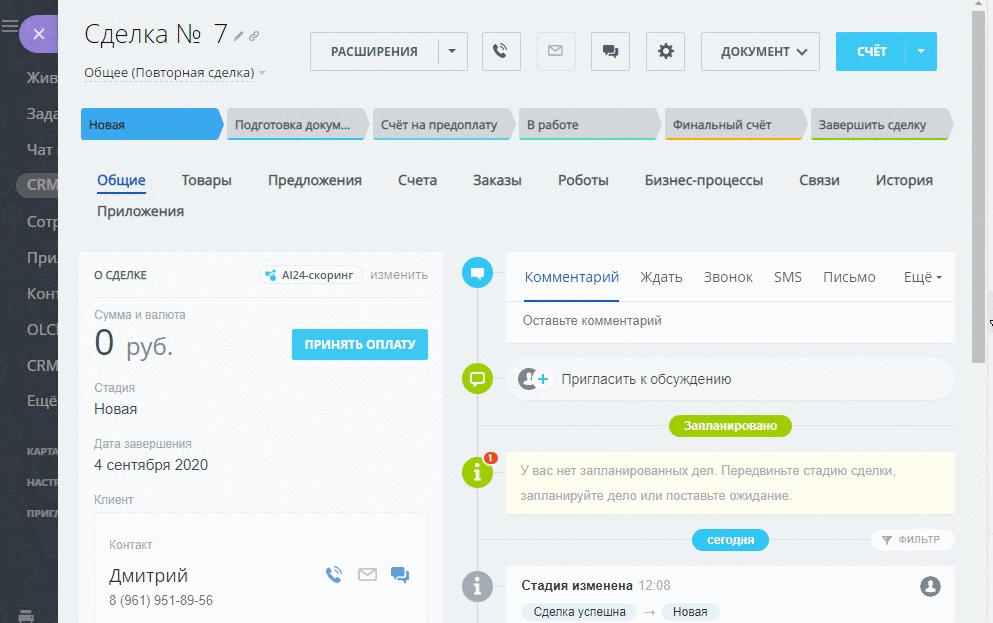 Сделка № 7
РАСШИРЕНИЯ
ДОКУМЕНТ
СЧЁТ
Общее (Повторная сделка)
Жив
Зада
Чат
CRM
Сотр
При
Конт
OLCI
CRM
Ещё
КАРТА
НАСТР
ПРИГЛ
Новая
Подготовка докум...
Счёт на предоплату
В работе
Финальный счёт
Завершить сделку
Общие
Товары
Предложения
Счета
Заказы
Роботы
Бизнес-процессы
Связи
История
Приложения
О СДЕЛКЕ
AI24-скоринг
изменить
Сумма и валюта
0 руб.
ПРИНЯТЬ ОПЛАТУ
Стадия
Новая
Дата завершения
4 сентября 2020
Клиент
Контакт
Дмитрий
8 (961) 951-89-56
Комментарий
Ждать
Звонок
SMS
Письмо
Ещё
Оставьте комментарий
Пригласить к обсуждению
Запланировано
1
У вас нет запланированных дел. Передвиньте стадию сделки,
запланируйте дело или поставьте ожидание.
сегодня
ФИЛЬТР
Стадия изменена 12:08
Сделка успешна → Новая